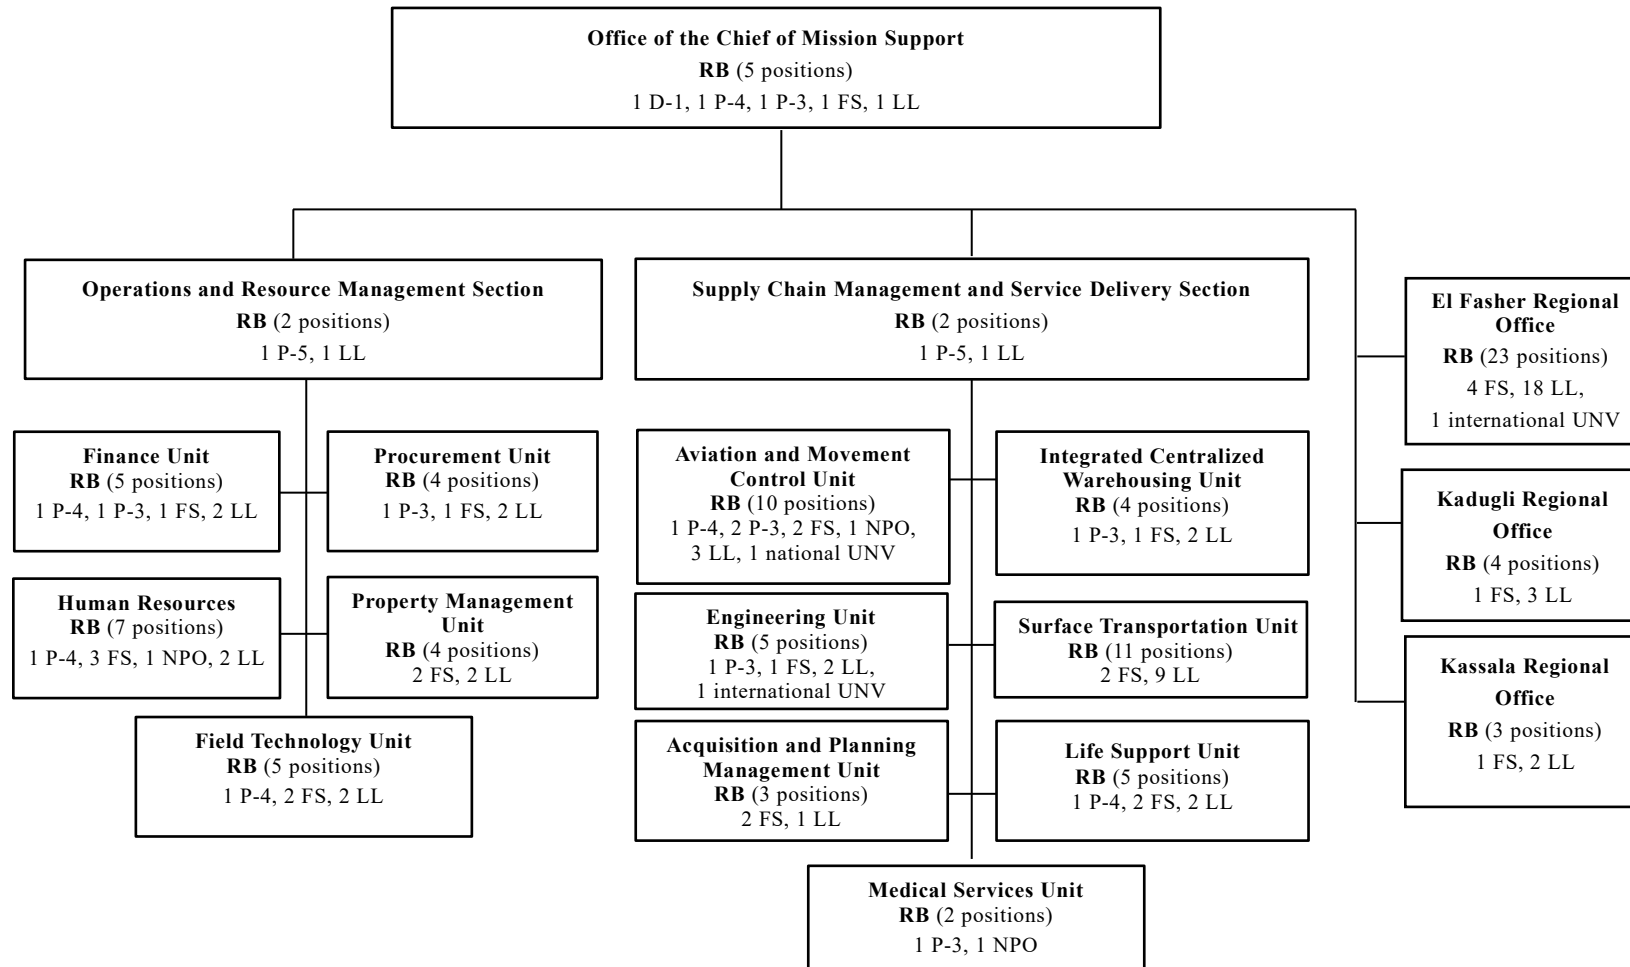 Office of the Chief of Mission Support
RB (5 positions)
1 D-1, 1 P-4, 1 P-3, 1 FS, 1 LL
Operations and Resource Management Section
RB (2 positions)
1 P-5, 1 LL
Supply Chain Management and Service Delivery Section
RB (2 positions)
1 P-5, 1 LL
El Fasher Regional
Office
RB (23 positions)
4 FS, 18 LL,
1 international UNV
Finance Unit
RB (5 positions)
1 P-4, 1 P-3, 1 FS, 2 LL
Procurement Unit
RB (4 positions)
1 P-3, 1 FS, 2 LL
Aviation and Movement
Control Unit
RB (10 positions)
1 P-4, 2 P-3, 2 FS, 1 NPO,
3 LL, 1 national UNV
Integrated Centralized
Warehousing Unit
RB (4 positions)
1 P-3, 1 FS, 2 LL
Kadugli Regional
Office
RB (4 positions)
1 FS, 3 LL
Human Resources
RB (7 positions)
1 P-4, 3 FS, 1 NPO, 2 LL
Property Management
Unit
RB (4 positions)
2 FS, 2 LL
Engineering Unit
RB (5 positions)
1 P-3, 1 FS, 2 LL,
1 international UNV
Surface Transportation Unit
RB (11 positions)
2 FS, 9 LL
Kassala Regional
Office
RB (3 positions)
1 FS, 2 LL
Field Technology Unit
RB (5 positions)
1 P-4, 2 FS, 2 LL
Acquisition and Planning
Management Unit
RB (3 positions)
2 FS, 1 LL
Life Support Unit
RB (5 positions)
1 P-4, 2 FS, 2 LL
Medical Services Unit
RB (2 positions)
1 P-3, 1 NPO